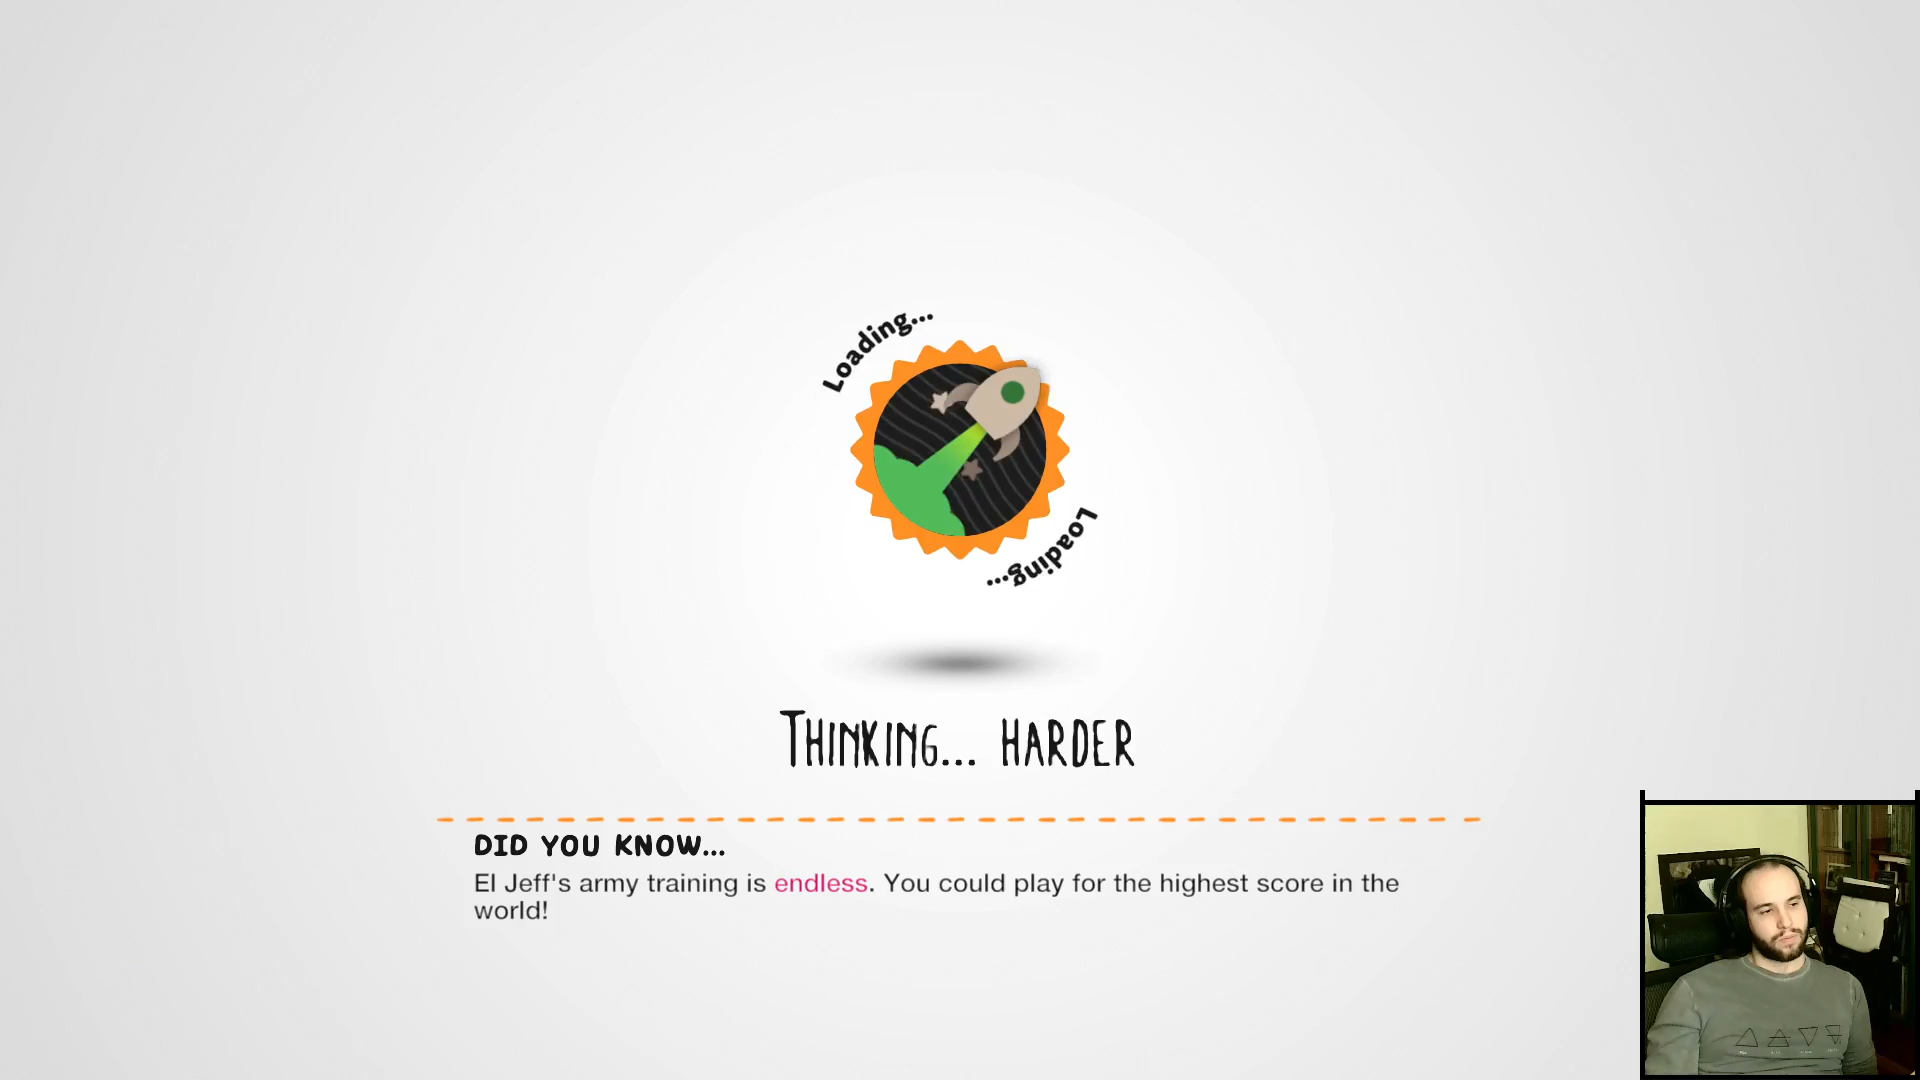 Loading...
Loading...
THINKING... HARDER
DID YOU KNOW...
El Jeff's army training is endless. You could play for the highest score in the
world!